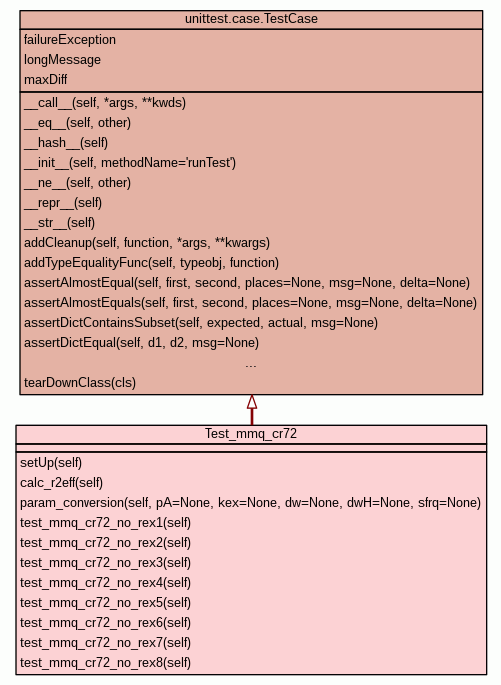 unittest.case.TestCase
failureException
longMessage
maxDiff
__call__(self, *args, **kwds)
__eq__(self, other)
__hash__(self)
__init__(self, methodName='runTest')
__ne__(self, other)
__repr__(self)
__str__(self)
addCleanup(self, function, *args, **kwargs)
addTypeEqualityFunc(self, typeobj, function)
assertAlmostEqual(self, first, second, places=None, msg=None, delta=None)
assertAlmostEquals(self, first, second, places=None, msg=None, delta=None)
assertDictContainsSubset(self, expected, actual, msg=None)
assertDictEqual(self, d1, d2, msg=None)
...
tearDownClass(cls)
Test_mmq_cr72
setUp(self)
calc_r2eff(self)
param_conversion(self, pA=None, kex=None, dw=None, dwH=None, sfrq=None)
test_mmq_cr72_no_rex1(self)
test_mmq_cr72_no_rex2(self)
test_mmq_cr72_no_rex3(self)
test_mmq_cr72_no_rex4(self)
test_mmq_cr72_no_rex5(self)
test_mmq_cr72_no_rex6(self)
test_mmq_cr72_no_rex7(self)
test_mmq_cr72_no_rex8(self)